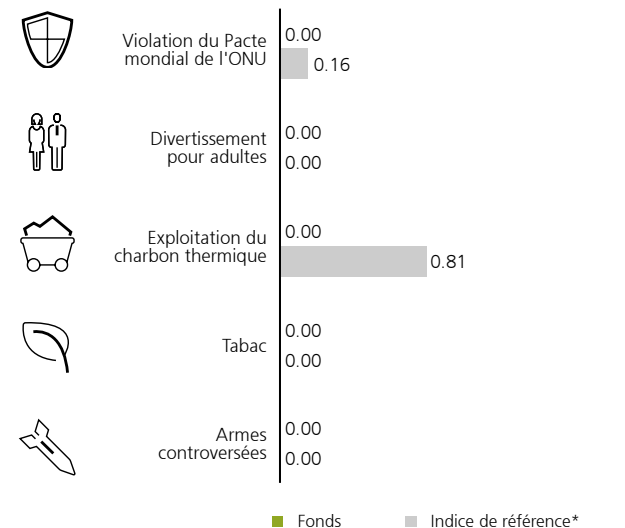 Violation du Pacte
mondial de l'ONU
0.00
0.16
Divertissement
pour adultes
0.00
0.00
Exploitation du
charbon thermique
0.00
0.81
Tabac
0.00
0.00
Armes
controversées
0.00
0.00
Fonds
Indice de référence*